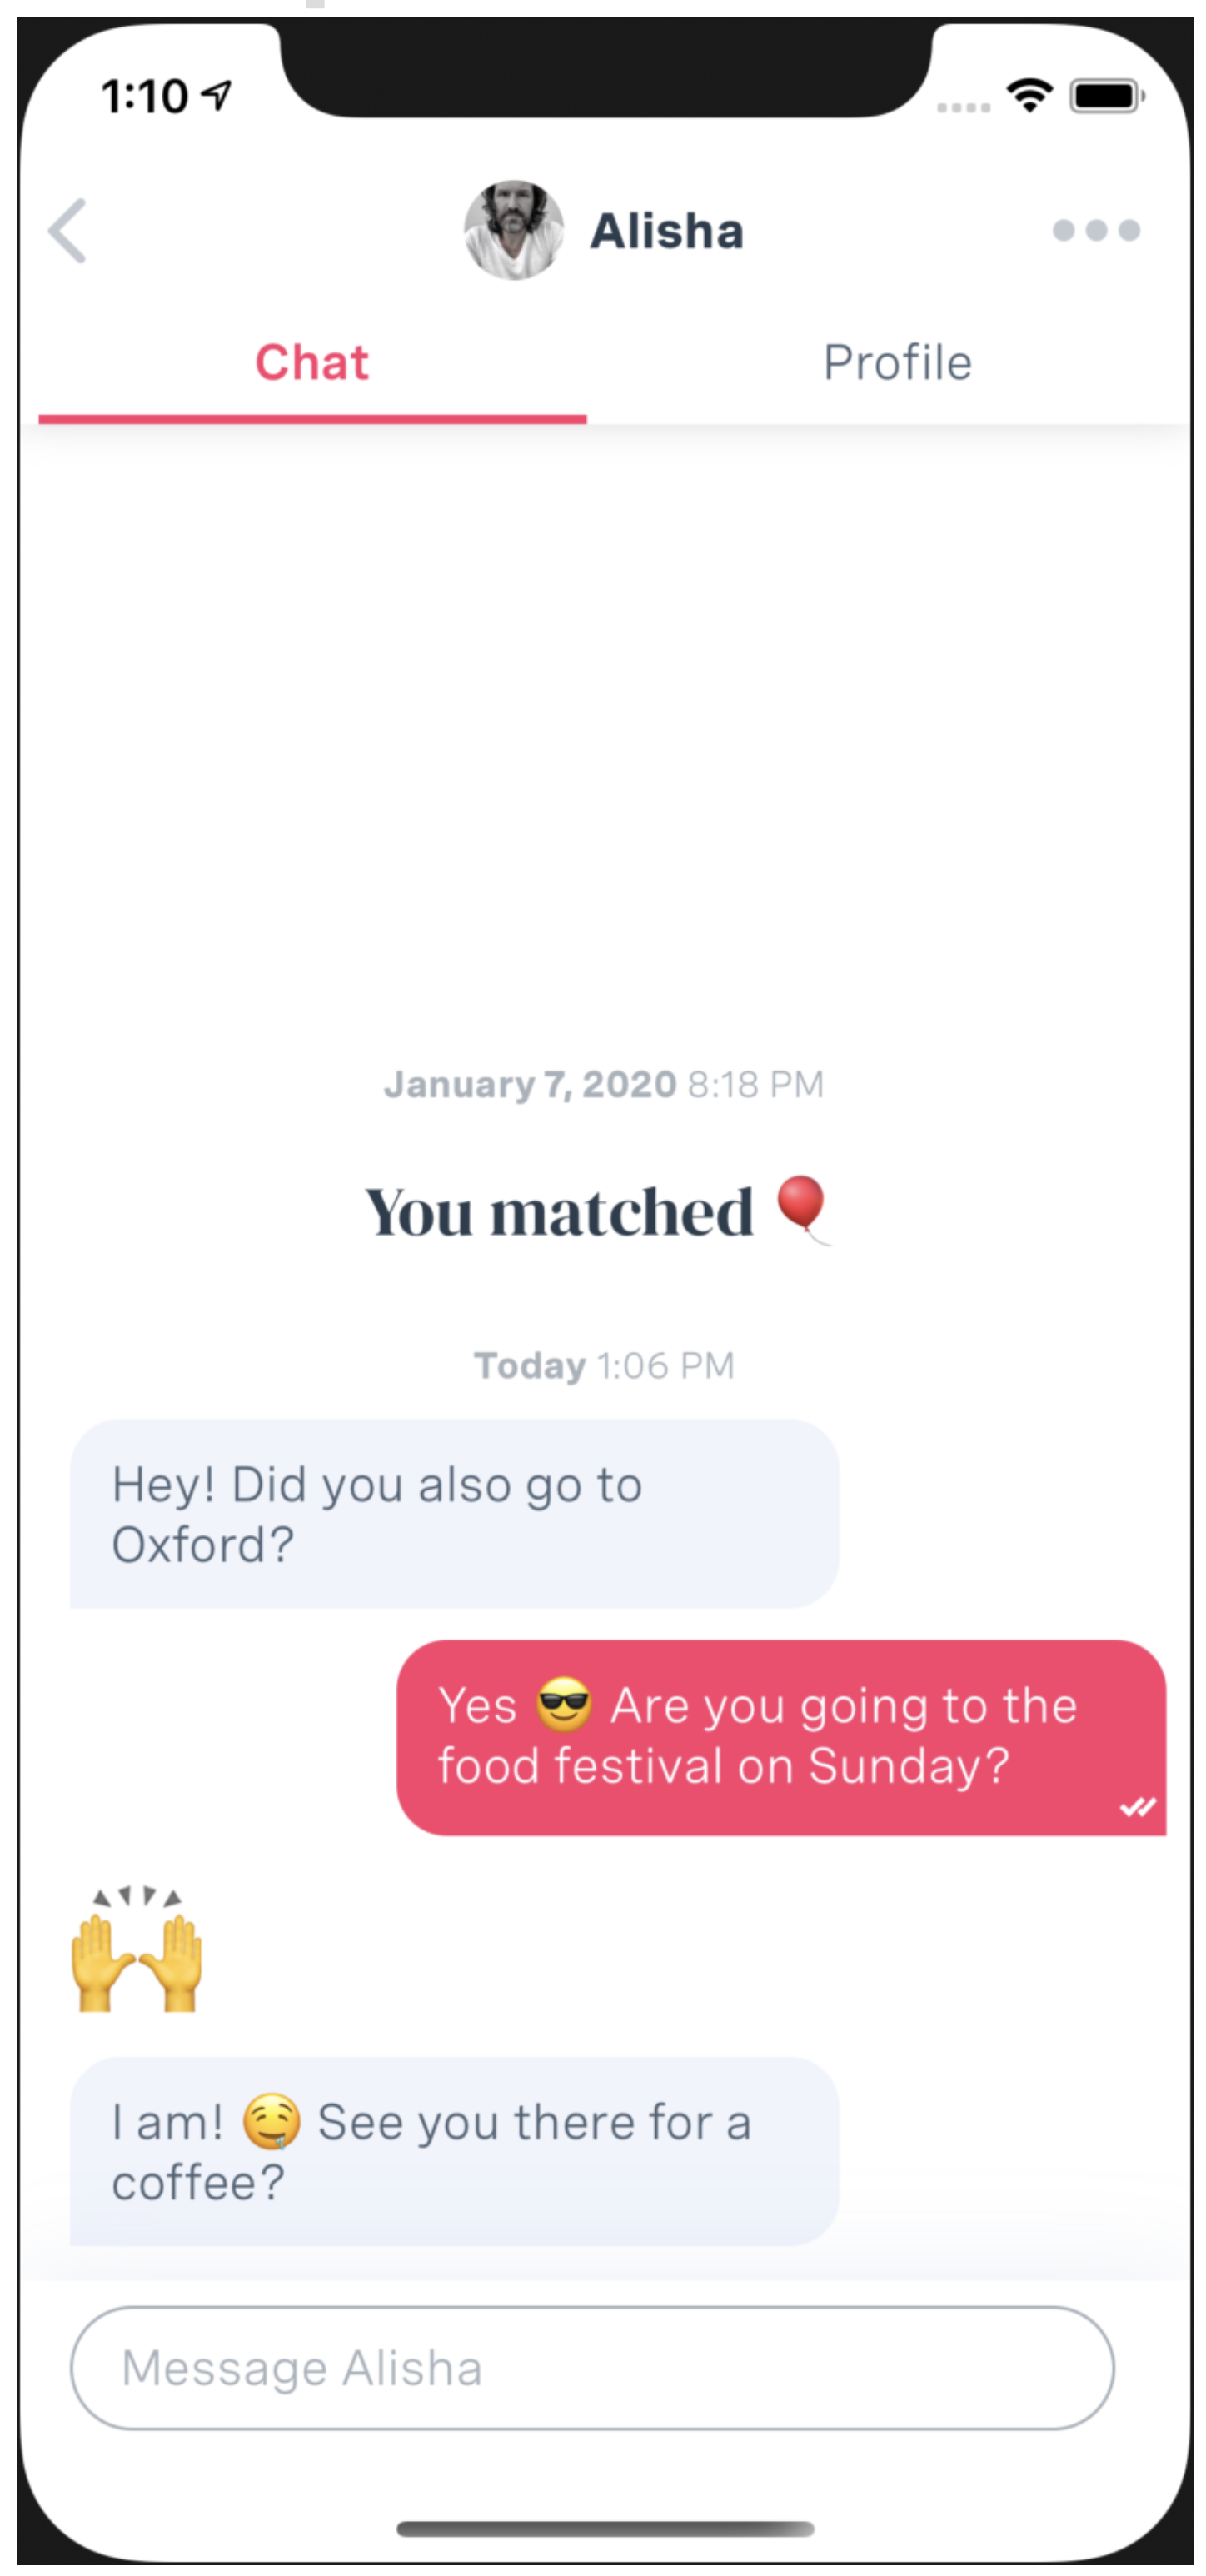 1:10
Alisha
Chat Profile
January 7, 2020 8:18 PM
You matched 🎈
Today 1:06 PM
Hey! Did you also go to
Oxford?
Yes 😎 Are you going to the
food festival on Sunday?
🙌
I am! 🤤 See you there for a
coffee?
Message Alisha